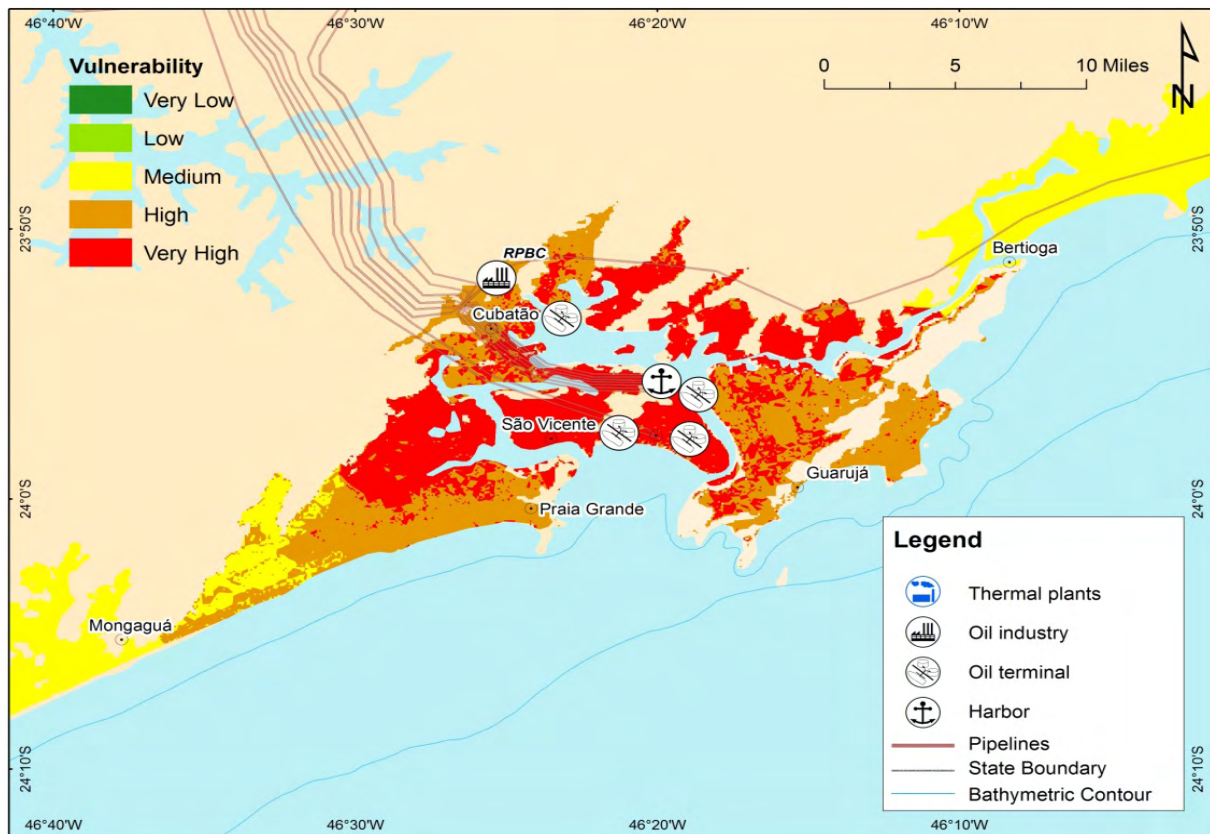 46°40'W 46°30'W 46°20'W 46°10'W
Vulnerability
Very Low
Low
Medium
High
Very High
0 5 10 Miles
N
23°50'S
23°50'S
RPBC
Bertioga
Cubatão
São Vicente
Guarujá
24°0'S
24°0'S
Praia Grande
Mongaguá
Legend
Thermal plants
Oil industry
Oil terminal
Harbor
Pipelines
State Boundary
Bathymetric Contour
24°10'S
24°10'S
46°40'W 46°30'W 46°20'W 46°10'W